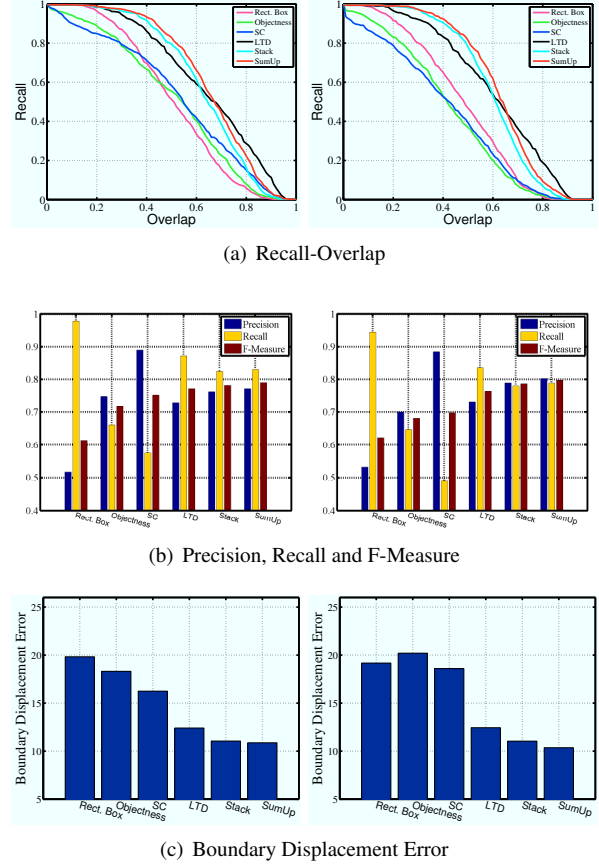 1
0.8
0.6
0.4
0.2
0
Recall
0 0.2 0.4 0.6 0.8 1
Overlap
Rect. Box
Objectness
SC
LTD
Stack
SumUp
1
0.8
0.6
0.4
0.2
0
Recall
0 0.2 0.4 0.6 0.8 1
Overlap
Rect. Box
Objectness
SC
LTD
Stack
SumUp
(a) Recall-Overlap
1
0.9
0.8
0.7
0.6
0.5
0.4
Precision
Recall
F-Measure
Rect. Box Objectness SC LTD Stack SumUp
1
0.9
0.8
0.7
0.6
0.5
0.4
Precision
Recall
F-Measure
Rect. Box Objectness SC LTD Stack SumUp
(b) Precision, Recall and F-Measure
Boundary Displacement Error
25
20
15
10
5
Rect. Box Objectness SC LTD Stack SumUp
Boundary Displacement Error
25
20
15
10
5
Rect. Box Objectness SC LTD Stack SumUp
(c) Boundary Displacement Error